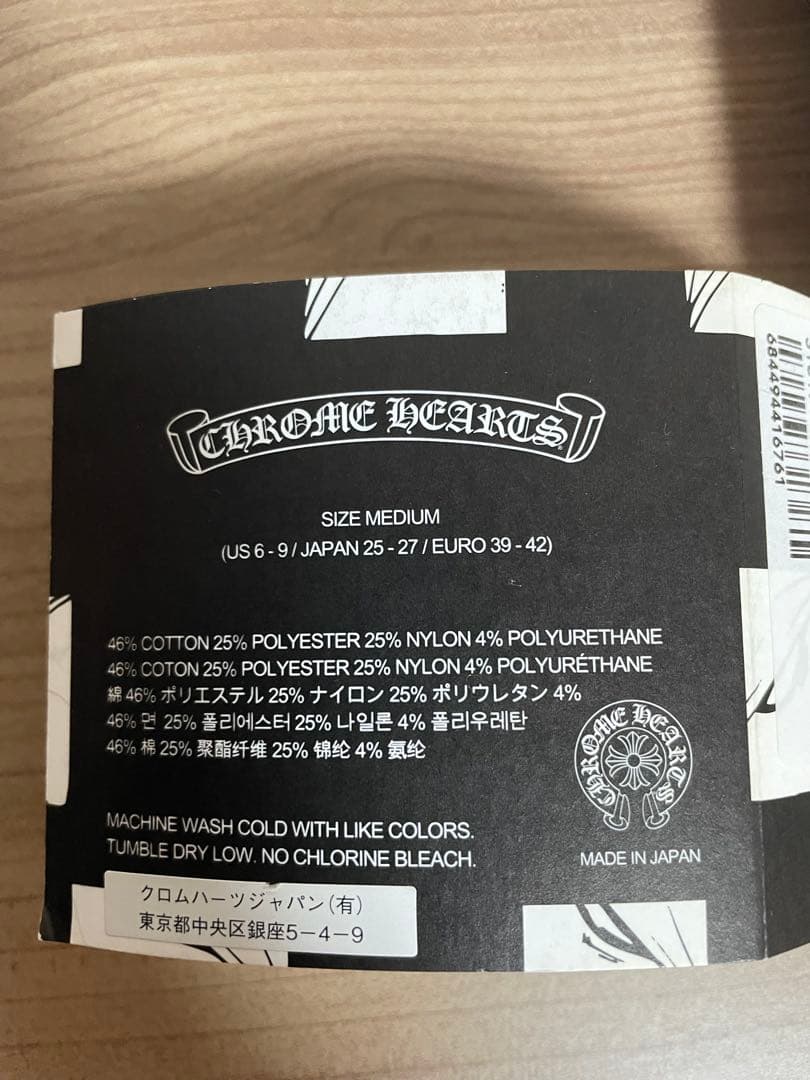 CHROME HEARTS
SIZE MEDIUM
(US 6 - 9 / JAPAN 25 - 27 / EURO 39 - 42)
46% COTTON 25% POLYESTER 25% NYLON 4% POLYURETHANE
46% COTON 25% POLYESTER 25% NYLON 4% POLYURÉTHANE
綿 46% ポリエステル 25% ナイロン 25% ポリウレタン 4%
46% 면 25% 폴리에스터 25% 나일론 4% 폴리우레탄
46% 棉 25% 聚酯纤维 25% 锦纶 4% 氨纶
CHROME HEARTS
MACHINE WASH COLD WITH LIKE COLORS.
TUMBLE DRY LOW. NO CHLORINE BLEACH.
MADE IN JAPAN
クロムハーツジャパン(有)
東京都中央区銀座5-4-9
684494416761